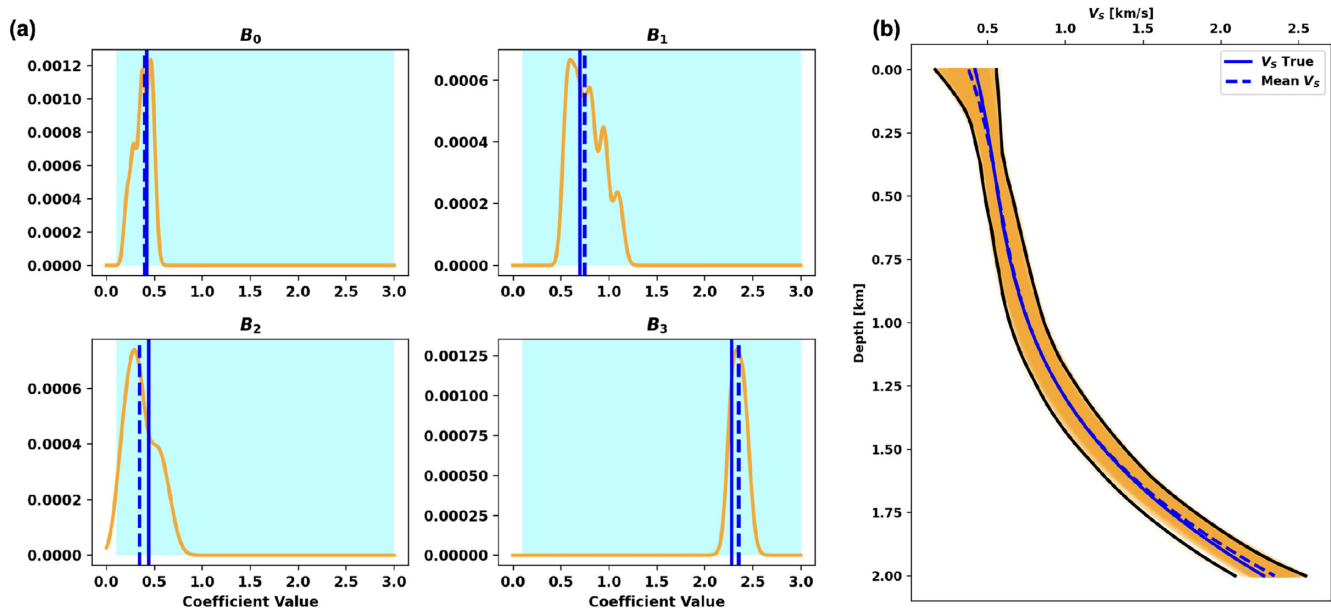 (a)
B0
0.0012
0.0010
0.0008
0.0006
0.0004
0.0002
0.0000
0.0 0.5 1.0 1.5 2.0 2.5 3.0
B1
0.0006
0.0004
0.0002
0.0000
0.0 0.5 1.0 1.5 2.0 2.5 3.0
B2
0.0006
0.0004
0.0002
0.0000
0.0 0.5 1.0 1.5 2.0 2.5 3.0
Coefficient Value
B3
0.00125
0.00100
0.00075
0.00050
0.00025
0.00000
0.0 0.5 1.0 1.5 2.0 2.5 3.0
Coefficient Value
(b)
VS [km/s]
0.5 1.0 1.5 2.0 2.5
VS True
Mean VS
Depth [km]
0.00
0.25
0.50
0.75
1.00
1.25
1.50
1.75
2.00